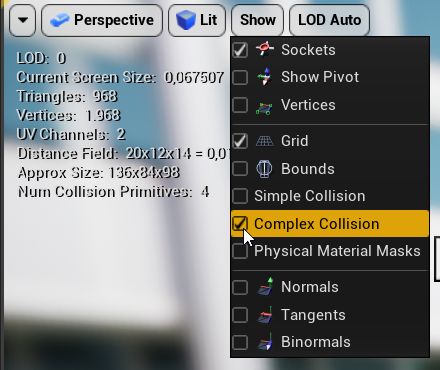 Perspective
Lit
Show
LOD Auto
LOD: 0
Current Screen Size: 0,067507
Triangles: 968
Vertices: 1.968
UV Channels: 2
Distance Field: 20x12x14 = 0,0
Approx Size: 136x84x98
Num Collision Primitives: 4
Sockets
Show Pivot
Vertices
Grid
Bounds
Simple Collision
Complex Collision
Physical Material Masks
Normals
Tangents
Binormals